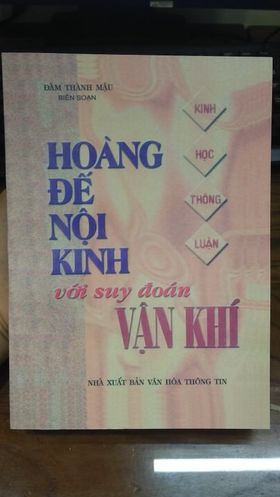 ĐÀM THÀNH MẬU
BIÊN SOẠN
KINH
HỌC
THÔNG
LUẬN
HOÀNG
ĐẾ
NỘI
KINH
với suy đoán
VẬN KHÍ
NHÀ XUẤT BẢN VĂN HÓA THÔNG TIN